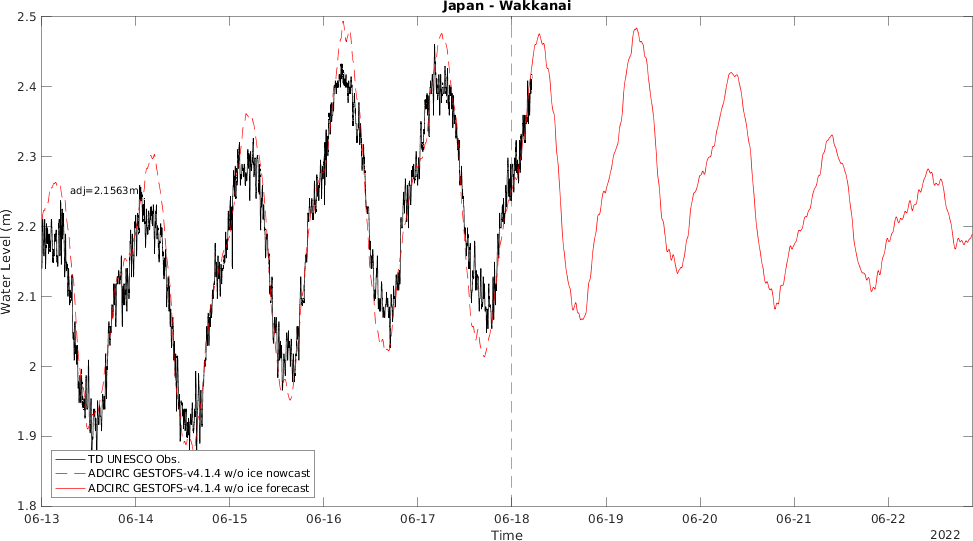 Japan - Wakkanai
Water Level (m)
2.5
2.4
2.3
2.2
2.1
2
1.9
1.8
adj=2.1563m
TD UNESCO Obs.
ADCIRC GESTOFS-v4.1.4 w/o ice nowcast
ADCIRC GESTOFS-v4.1.4 w/o ice forecast
06-13 06-14 06-15 06-16 06-17 06-18 06-19 06-20 06-21 06-22
Time
2022